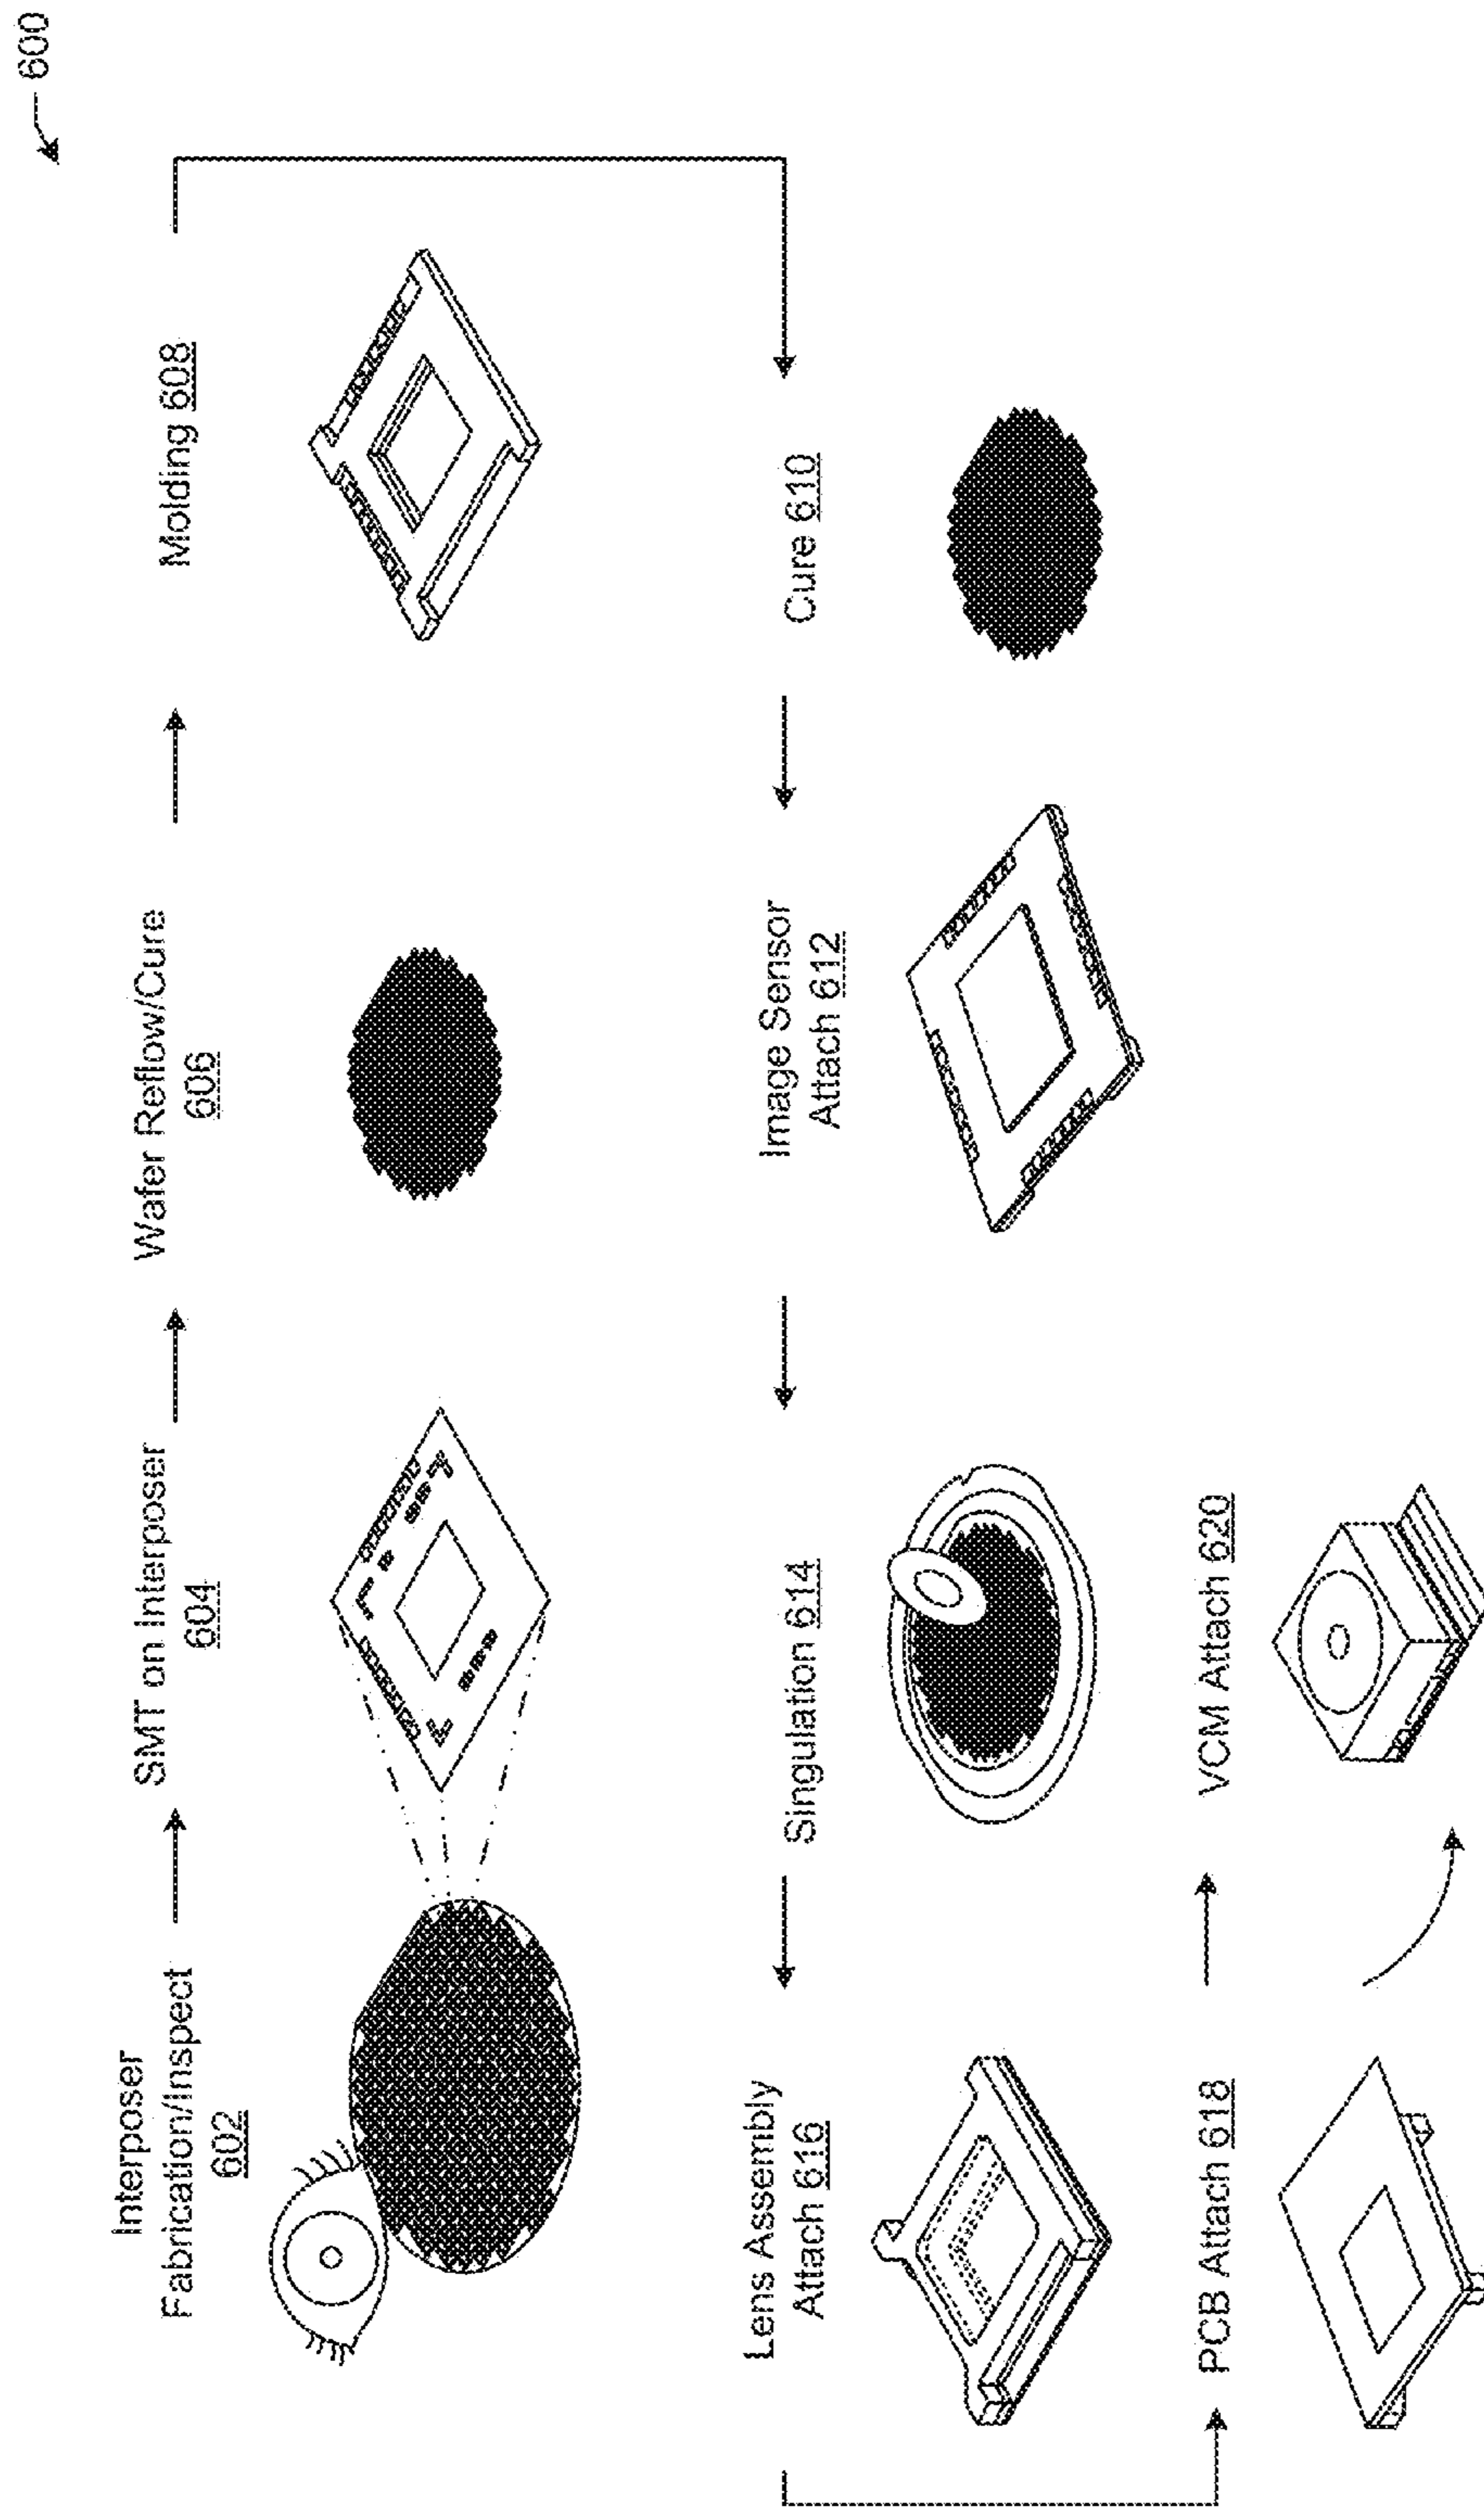 600
Interposer
Fabrication/Inspect
602
SMT on Interposer
604
Wafer Reflow/Cure
606
Molding 608
Cure 610
Image Sensor
Attach 612
Singulation 614
Lens Assembly
Attach 616
PCB Attach 618
VCM Attach 620